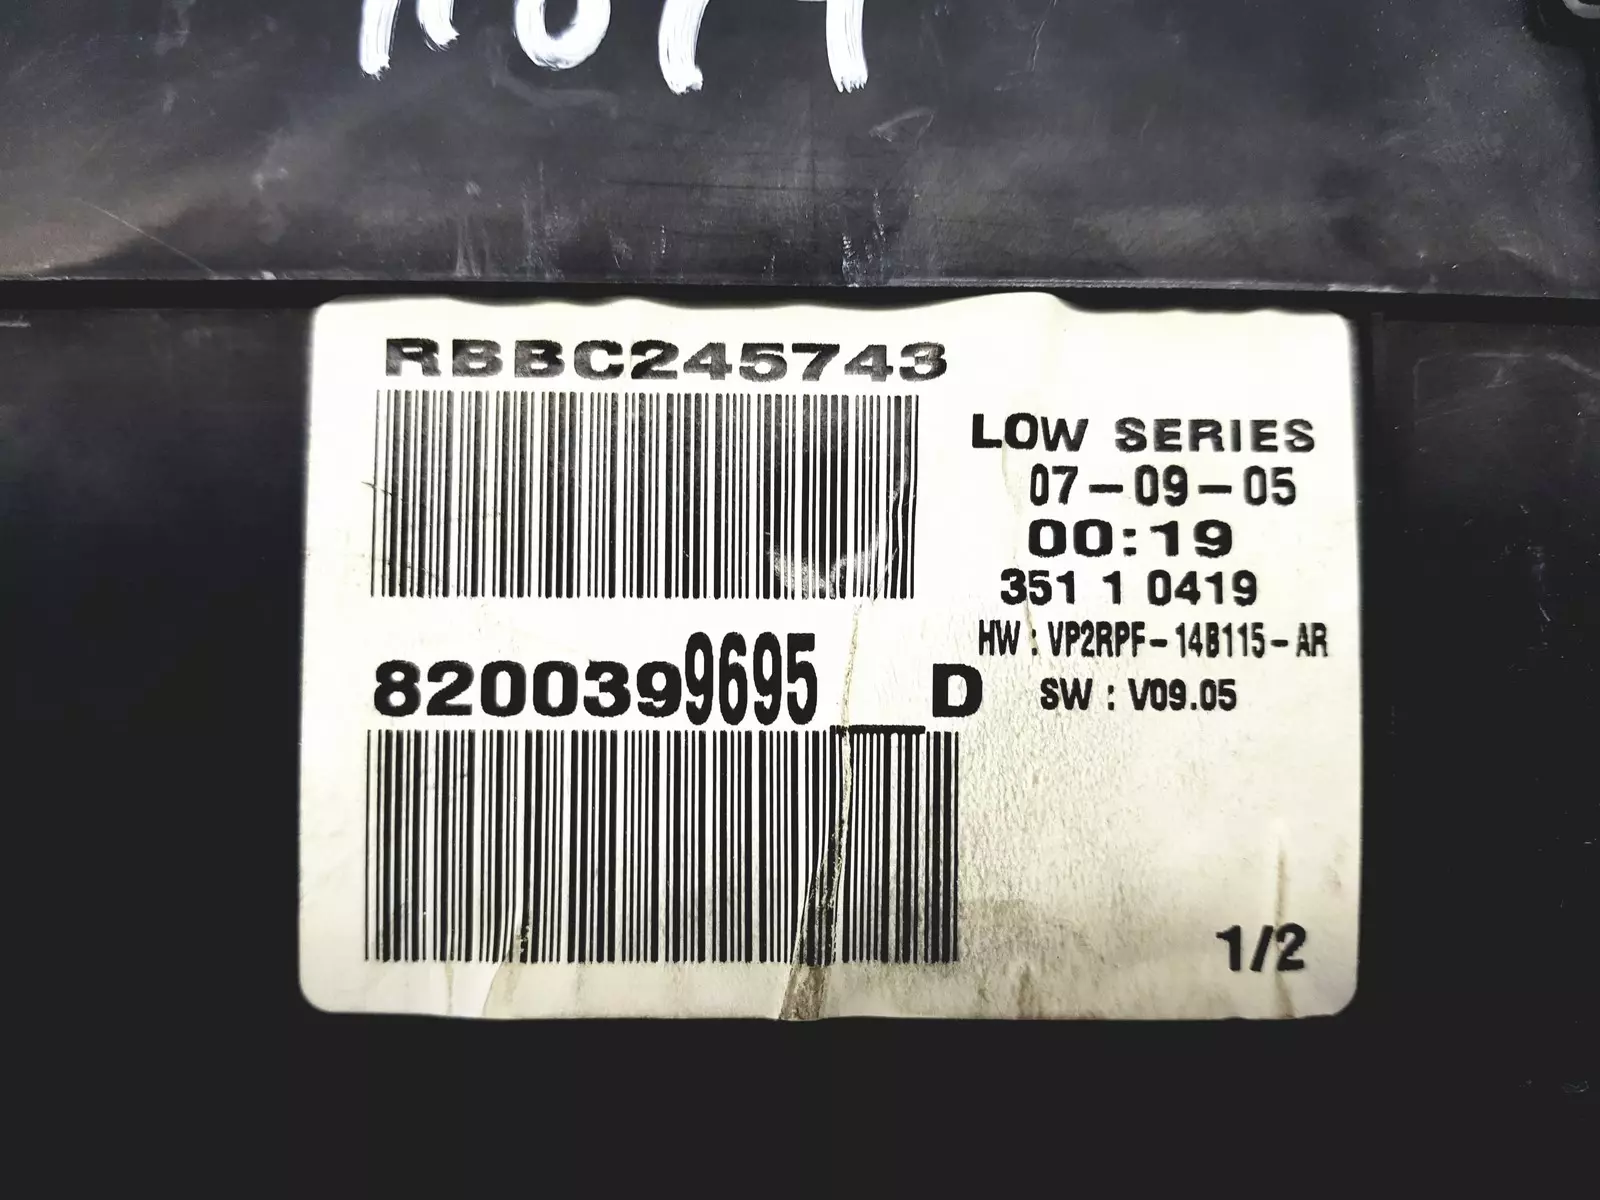 RBBC245743
LOW SERIES
07-09-05
00:19
351 1 0419
HW : VP2RPF-14B115-AR
8200399695__D
SW : V09.05
1/2